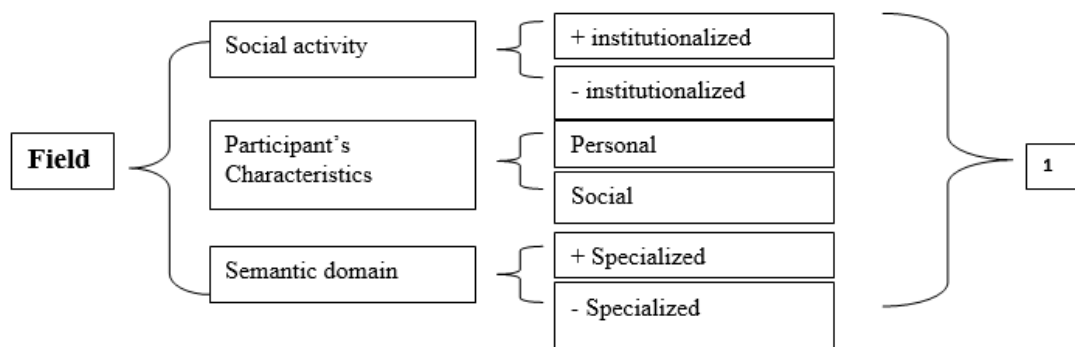 Field
Social activity
+ institutionalized
- institutionalized
Participant’s
Characteristics
Personal
Social
Semantic domain
+ Specialized
- Specialized
1